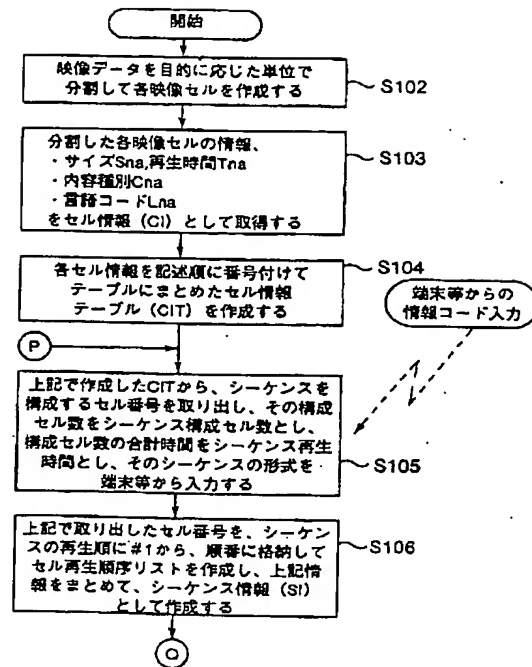 開始
映像データを目的に応じた単位で
分割して各映像セルを作成する
S102
分割した各映像セルの情報、
・サイズSna,再生時間Tna
・内容種別Cna
・言語コードLna
をセル情報（CI）として取得する
S103
各セル情報を記述順に番号付けて
テーブルにまとめたセル情報
テーブル（CIT）を作成する
S104
端末等からの
情報コード入力
P
上記で作成したCITから、シーケンスを
構成するセル番号を取り出し、その構成
セル数をシーケンス構成セル数とし、
構成セル数の合計時間をシーケンス再生
時間とし、そのシーケンスの形式を
端末等から入力する
S105
上記で取り出したセル番号を、シーケン
スの再生順に#1から、順番に格納して
セル再生順序リストを作成し、上記情
報をまとめて、シーケンス情報（SI）
として作成する
S106
Q